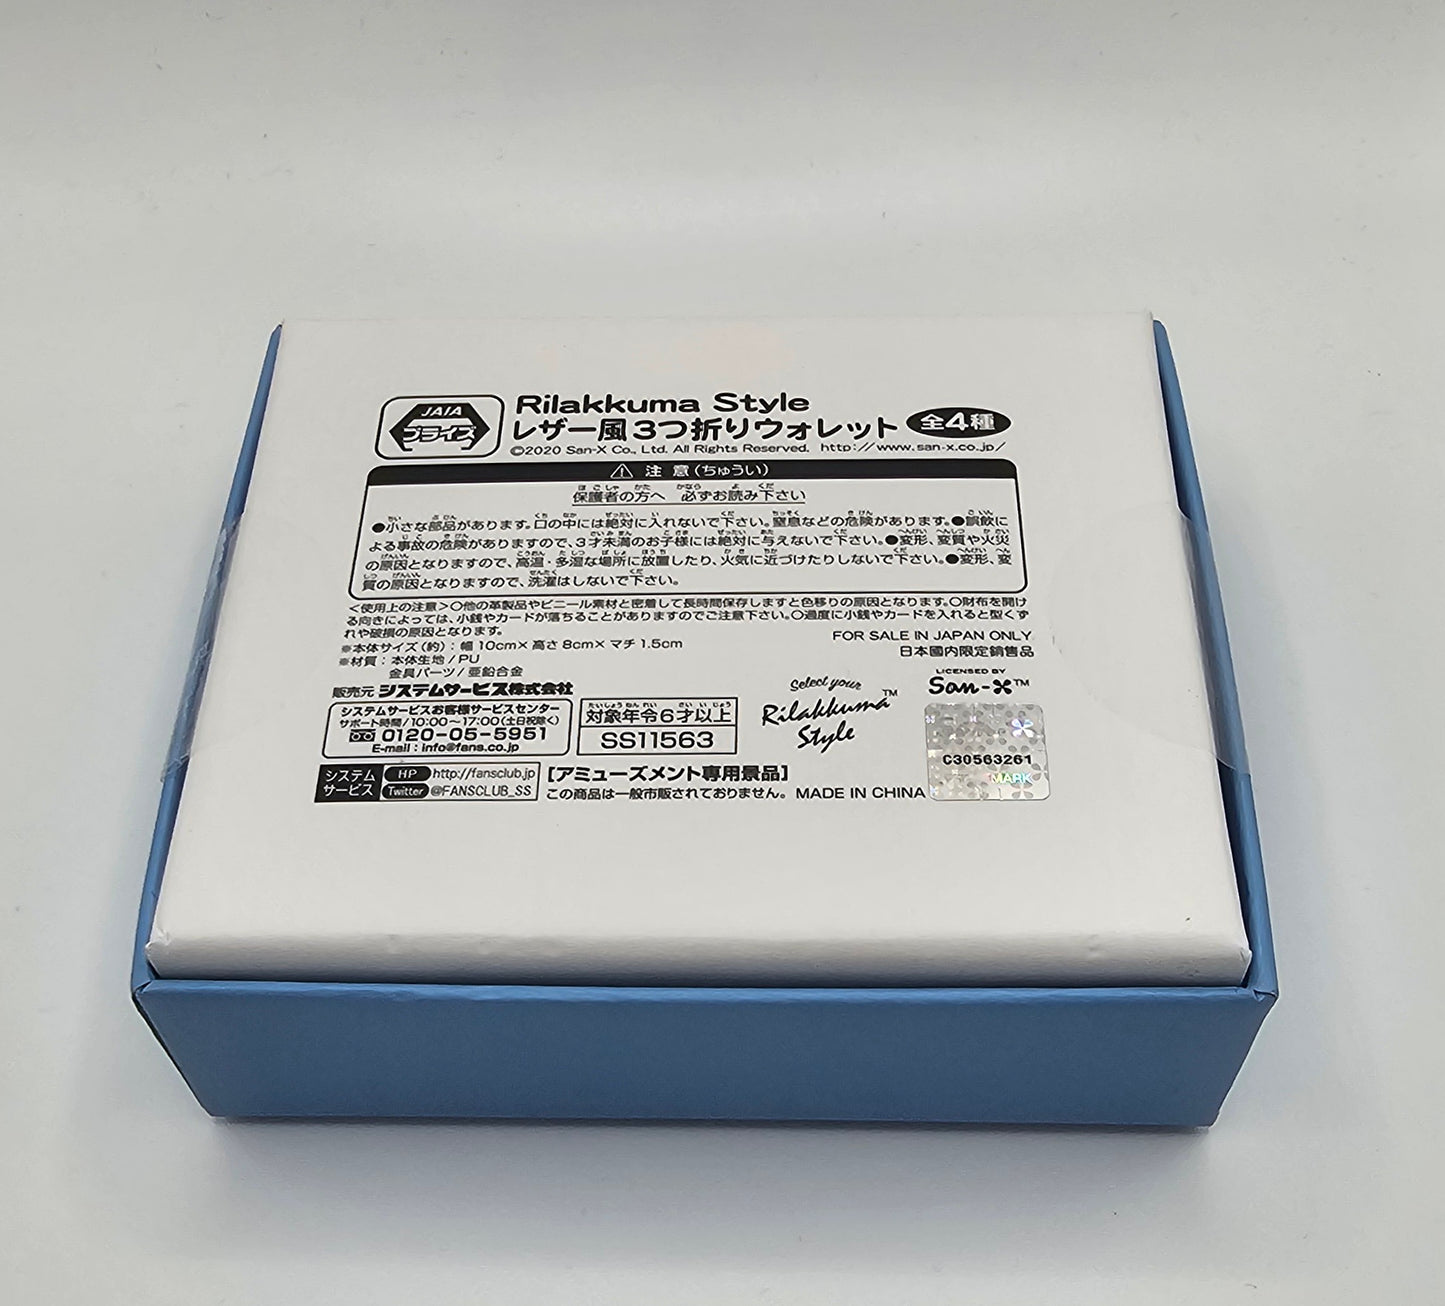 JAIA
プライズ
Rilakkuma Style
レザー風3つ折りウォレット 全4種
©2020 San-X Co., Ltd. All Rights Reserved. http://www.san-x.co.jp/
⚠ 注 意(ちゅうい)
保護者の方へ 必ずお読み下さい
●小さな部品があります。口の中には絶対に入れないで下さい。窒息などの危険があります。●誤飲に
よる事故の危険がありますので、3才未満のお子様には絶対に与えないで下さい。●変形、変質や火災
の原因となりますので、高温・多湿な場所に放置したり、火気に近づけたりしないで下さい。●変形、変
質の原因となりますので、洗濯はしないで下さい。
<使用上の注意>○他の革製品やビニール素材と密着して長時間保存しますと色移りの原因となります。○財布を開け
る向きによっては、小銭やカードが落ちることがありますのでご注意下さい。○過度に小銭やカードを入れると型くず
れや破損の原因となります。
※本体サイズ(約):幅10cm×高さ8cm×マチ1.5cm
※材質:本体生地/PU
金具パーツ/亜鉛合金
FOR SALE IN JAPAN ONLY
日本國内限定銷售品
販売元 システムサービス株式会社
システムサービスお客様サービスセンター
サポート時間/10:00〜17:00(土日祝除く)
0120-05-5951
E-mail:info@fans.co.jp
対象年令6才以上
SS11563
Select your
Rilakkuma™
Style
LICENSED BY
San-X™
C30563261
MARK
システム
サービス
HP http://fansclub.jp
Twitter @FANSCLUB_SS
[アミューズメント専用景品]
この商品は一般市販されておりません。 MADE IN CHINA